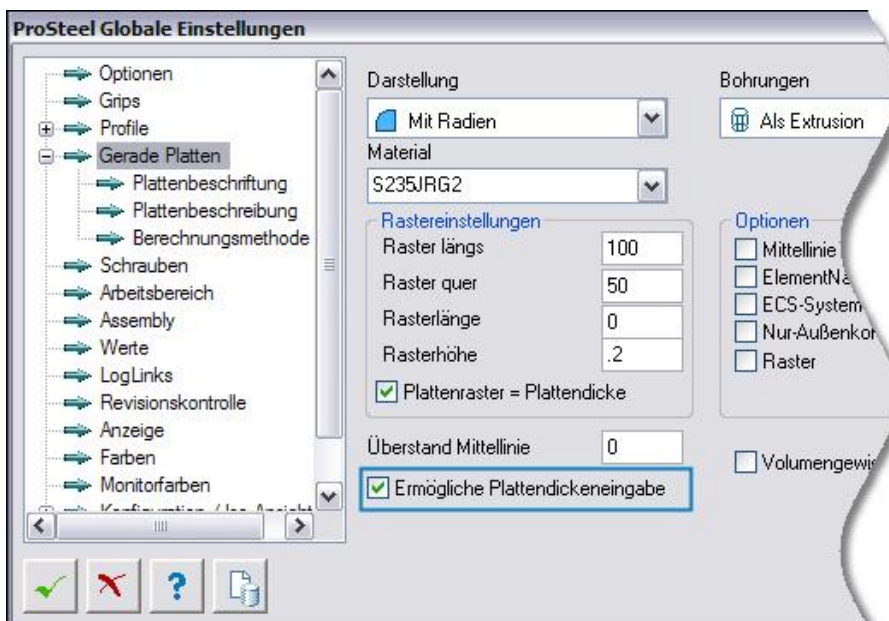 ProSteel Globale Einstellungen
Optionen
Grips
Profile
Gerade Platten
Plattenbeschriftung
Plattenbeschreibung
Berechnungsmethode
Schrauben
Arbeitsbereich
Assembly
Werte
LogLinks
Revisionskontrolle
Anzeige
Farben
Monitorfarben
Darstellung
Mit Radien
Material
S235JRG2
Rastereinstellungen
Raster längs 100
Raster quer 50
Rasterlänge 0
Rasterhöhe .2
Plattenraster = Plattendicke
Überstand Mittellinie 0
Ermögliche Plattendickeneingabe
Bohrungen
Als Extrusion
Optionen
Mittellinie
ElementNa
ECS-System
Nur-Außenkon
Raster
Volumengewi
?